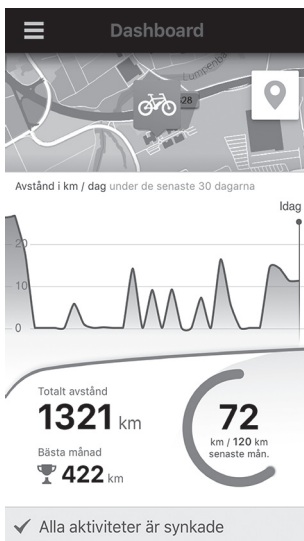 Dashboard
Lumpenb
28
Avstånd i km / dag under de senaste 30 dagarna
Idag
20
10
0
Totalt avstånd
1321 km
Bästa månad
422 km
72
km / 120 km
senaste mån.
Alla aktiviteter är synkade